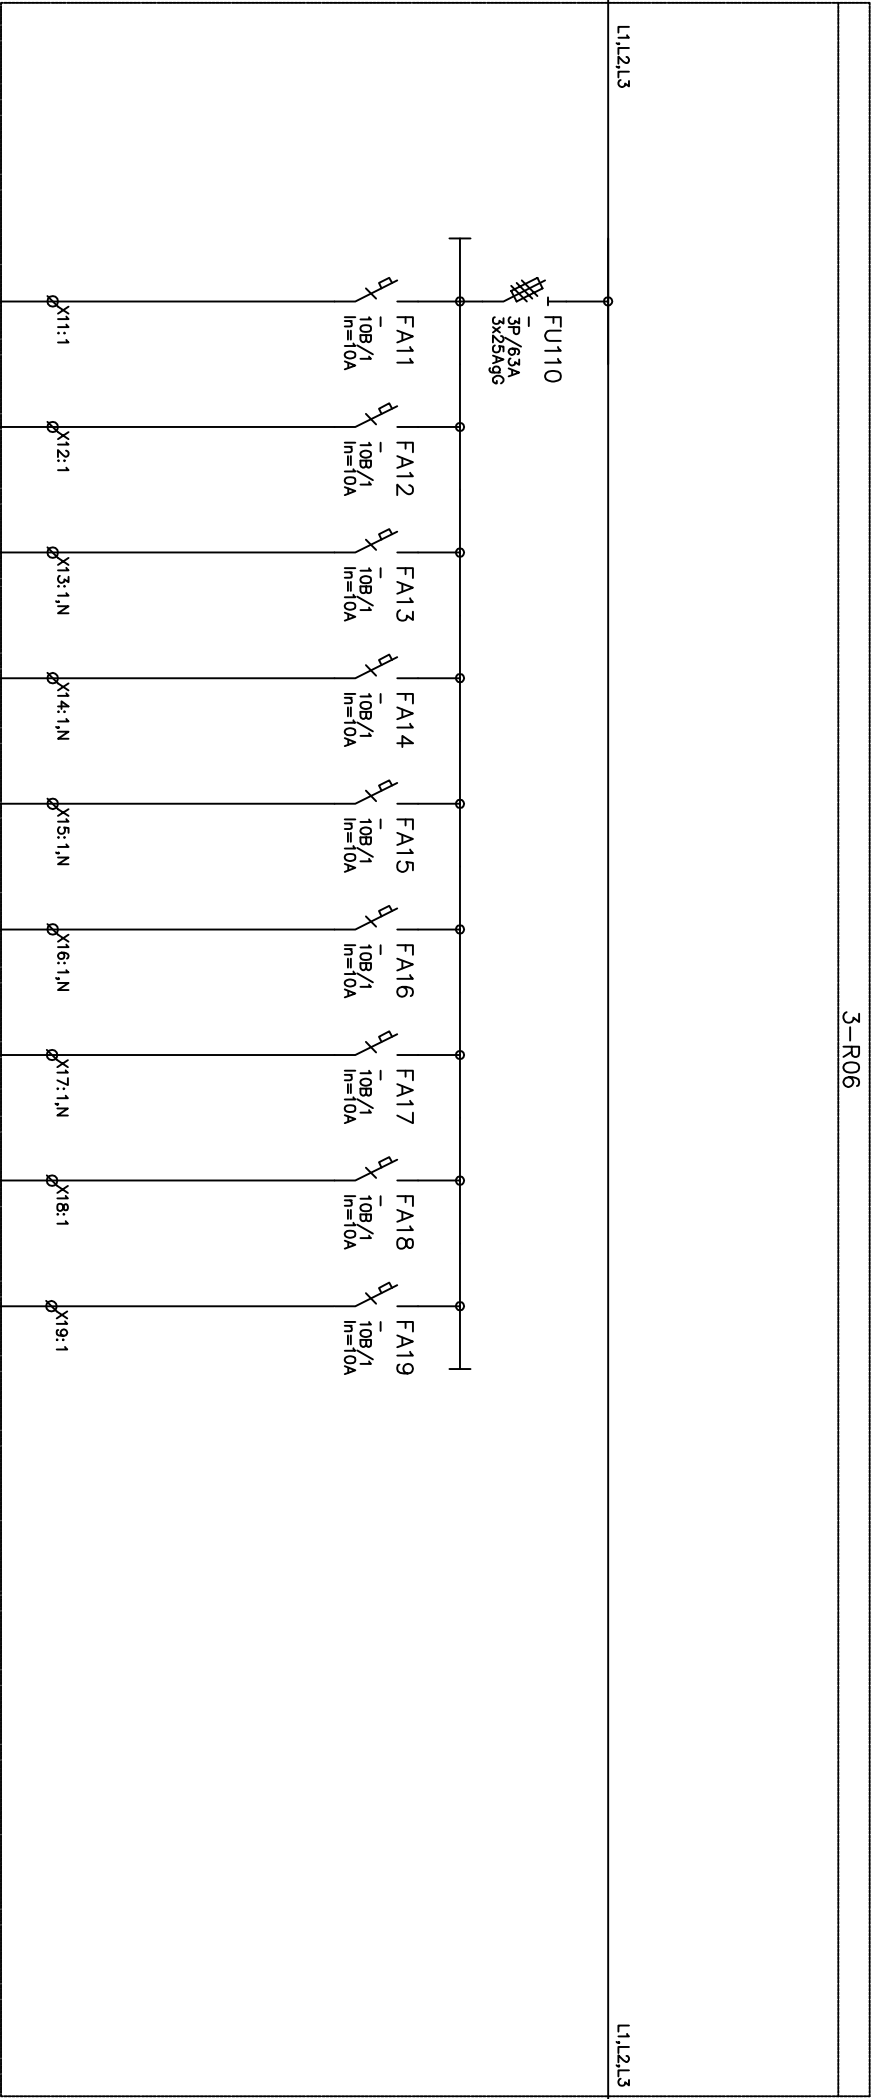 3-R06
L1,L2,L3
L1,L2,L3
FU110
-
3P/63A
3x25AgG
FA11
-
10B/1
In=10A
FA12
-
10B/1
In=10A
FA13
-
10B/1
In=10A
FA14
-
10B/1
In=10A
FA15
-
10B/1
In=10A
FA16
-
10B/1
In=10A
FA17
-
10B/1
In=10A
FA18
-
10B/1
In=10A
FA19
-
10B/1
In=10A
X11:1
X12:1
X13:1,N
X14:1,N
X15:1,N
X16:1,N
X17:1,N
X18:1
X19:1